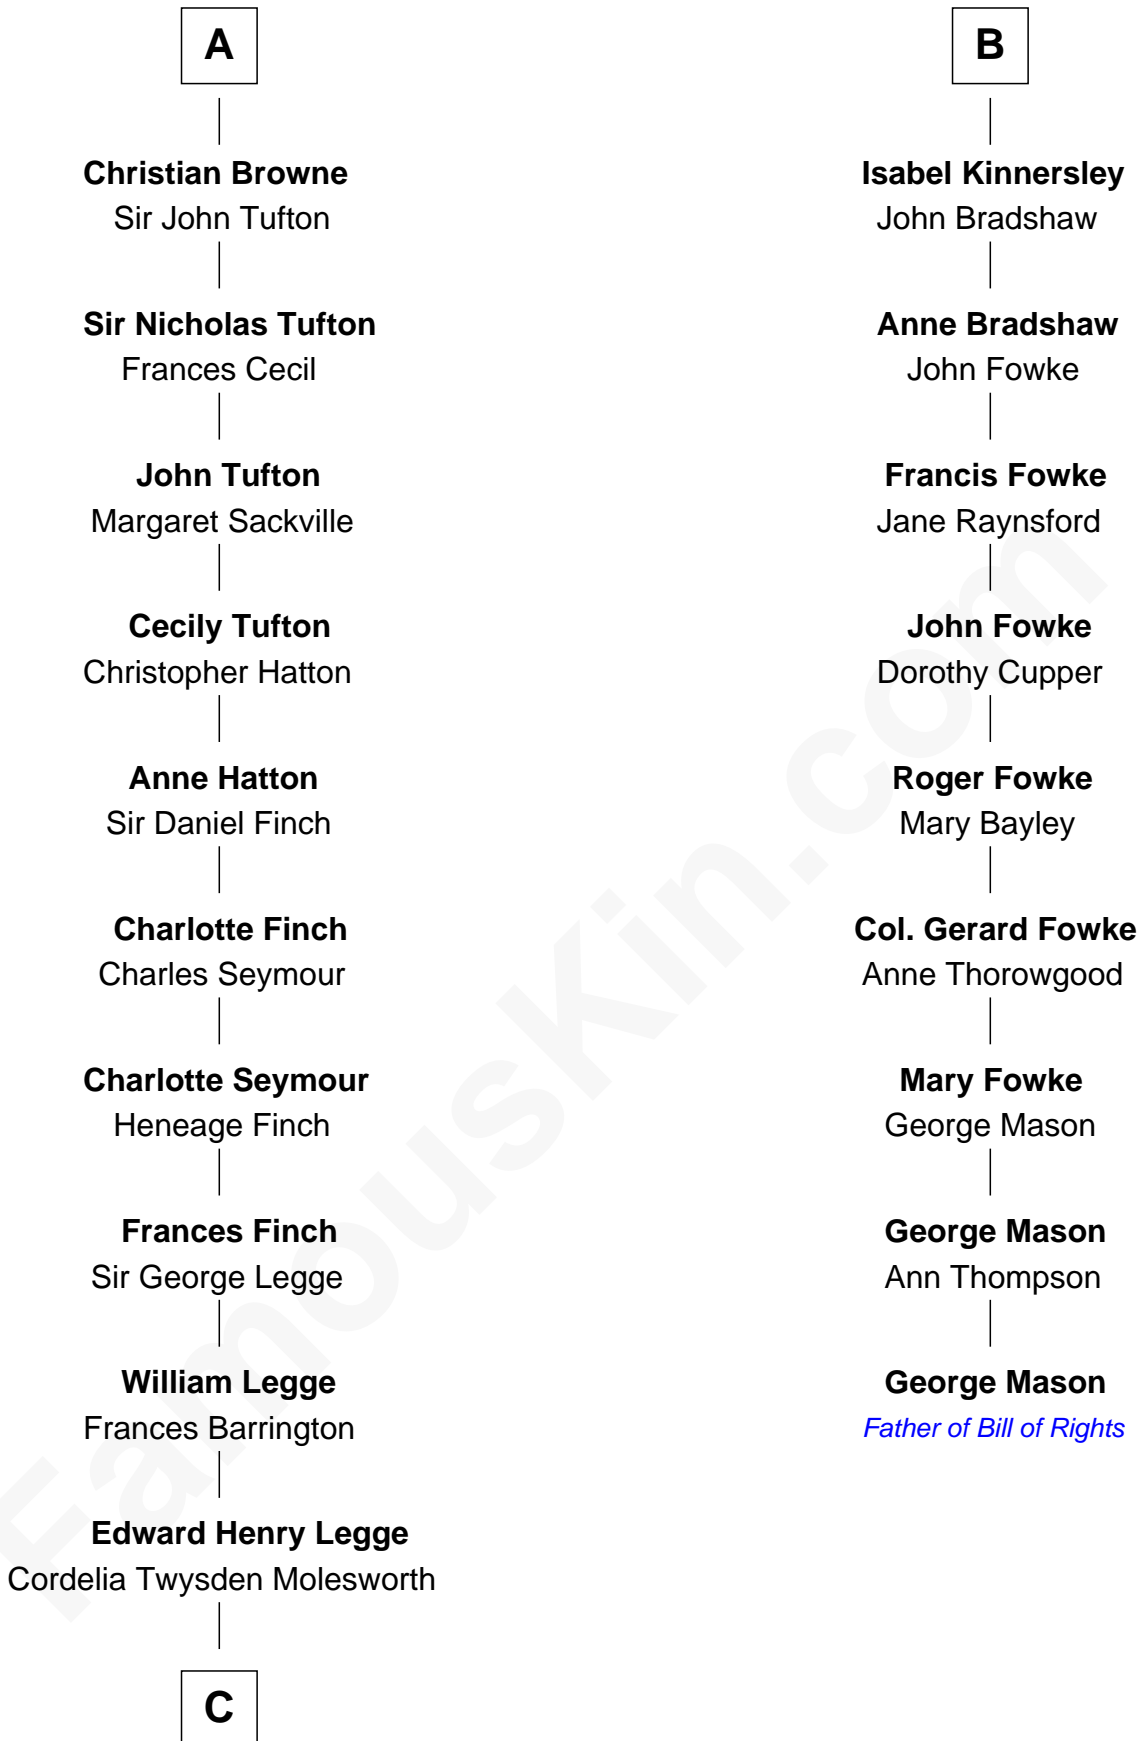 A
Christian Browne
Sir John Tufton
Sir Nicholas Tufton
Frances Cecil
John Tufton
Margaret Sackville
Cecily Tufton
Christopher Hatton
Anne Hatton
Sir Daniel Finch
Charlotte Finch
Charles Seymour
Charlotte Seymour
Heneage Finch
Frances Finch
Sir George Legge
William Legge
Frances Barrington
Edward Henry Legge
Cordelia Twysden Molesworth
C
B
Isabel Kinnersley
John Bradshaw
Anne Bradshaw
John Fowke
Francis Fowke
Jane Raynsford
John Fowke
Dorothy Cupper
Roger Fowke
Mary Bayley
Col. Gerard Fowke
Anne Thorowgood
Mary Fowke
George Mason
George Mason
Ann Thompson
George Mason
Father of Bill of Rights
FamousKin.com